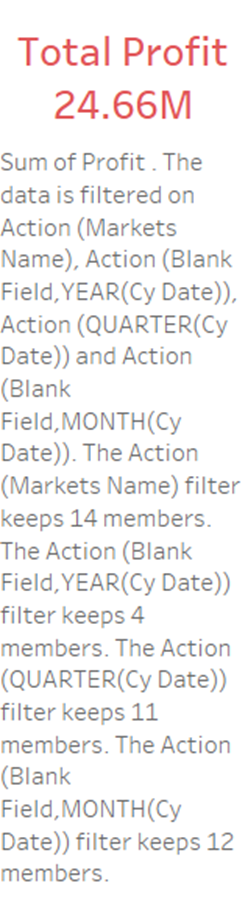 Total Profit
24.66M
Sum of Profit . The
data is filtered on
Action (Markets
Name), Action (Blank
Field,YEAR(Cy Date)),
Action (QUARTER(Cy
Date)) and Action
(Blank
Field,MONTH(Cy
Date)). The Action
(Markets Name) filter
keeps 14 members.
The Action (Blank
Field,YEAR(Cy Date))
filter keeps 4
members. The Action
(QUARTER(Cy Date))
filter keeps 11
members. The Action
(Blank
Field,MONTH(Cy
Date)) filter keeps 12
members.